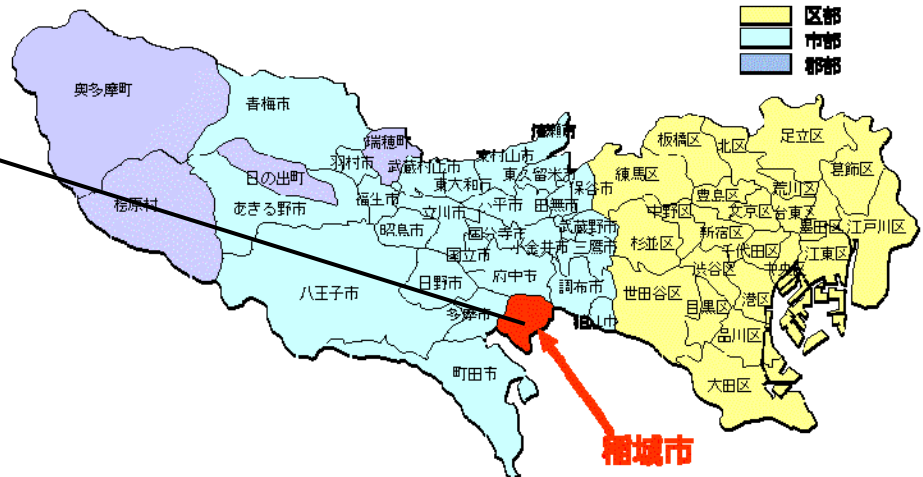 区部
市部
郡部
奥多摩町
青梅市
清瀬市
瑞穂町
板橋区
北区
足立区
羽村市
武蔵村山市
東村山市
東久留米市
練馬区
葛飾区
日の出町
東大和市
保谷市
豊島区
荒川区
桧原村
あきる野市
福生市
立川市
小平市
田無市
中野区
文京区
台東区
昭島市
国分寺市
小金井市
武蔵野市
三鷹市
杉並区
新宿区
千代田区
墨田区
江戸川区
国立市
府中市
渋谷区
中央区
江東区
八王子市
日野市
調布市
世田谷区
目黒区
港区
多摩市
狛江市
品川区
町田市
大田区
稲城市